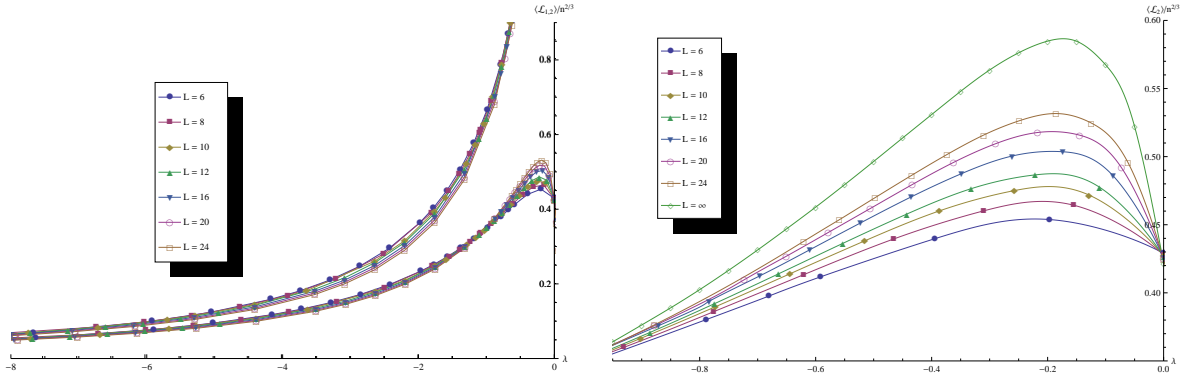 ⟨ℒ₁,₂⟩/n^2/3
0.8
0.6
0.4
0.2
-8
-6
-4
-2
0
λ
L = 6
L = 8
L = 10
L = 12
L = 16
L = 20
L = 24
⟨ℒ₂⟩/n^2/3
0.60
0.55
0.50
0.45
0.40
-0.8
-0.6
-0.4
-0.2
0.0
λ
L = 6
L = 8
L = 10
L = 12
L = 16
L = 20
L = 24
L = ∞